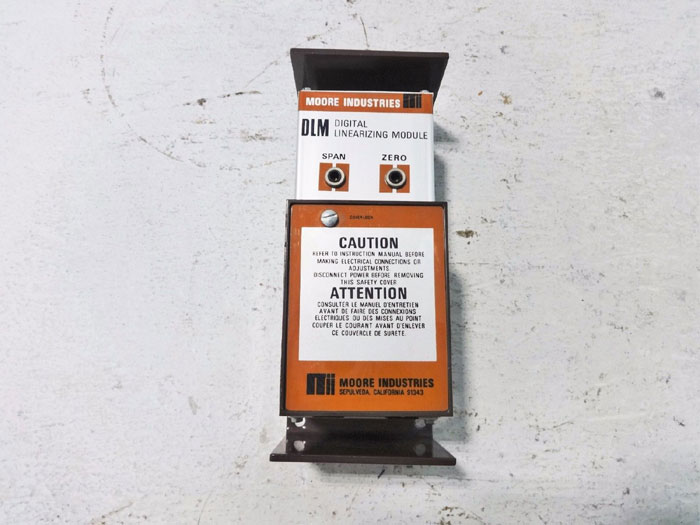 MOORE INDUSTRIES
DLM DIGITAL
LINEARIZING MODULE
SPAN ZERO
CAUTION
REFER TO INSTRUCTION MANUAL BEFORE
MAKING ELECTRICAL CONNECTIONS OR
ADJUSTMENTS.
DISCONNECT POWER BEFORE REMOVING
THIS SAFETY COVER
ATTENTION
CONSULTER LE MANUEL D'ENTRETIEN
AVANT DE FAIRE DES CONNEXIONS
ELECTRIQUES OU DES MISES AU POINT
COUPER LE COURANT AVANT D'ENLEVER
CE COUVERCLE DE SURETE.
MOORE INDUSTRIES
SEPULVEDA, CALIFORNIA 91343